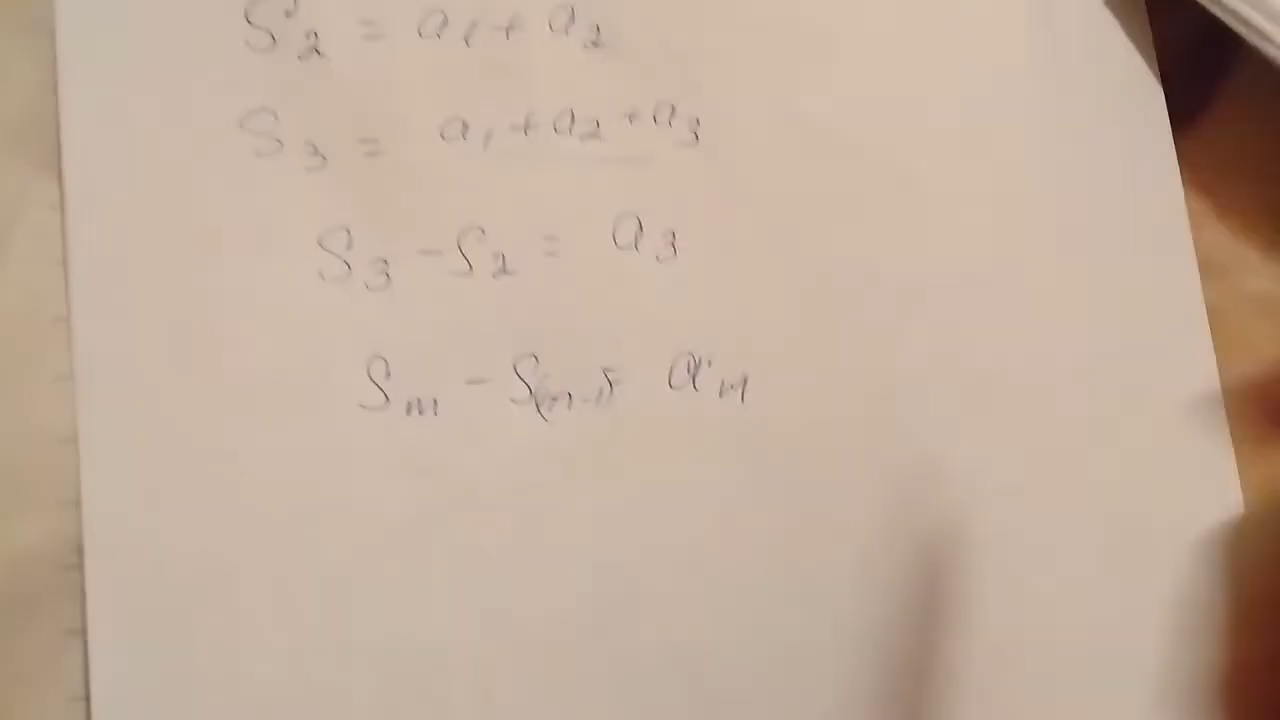 S₂ = a₁ + a₂
S₃ = a₁ + a₂ + a₃
S₃ - S₂ = a₃
Sₙ - S₍ₙ₋₁₎ = aₙ